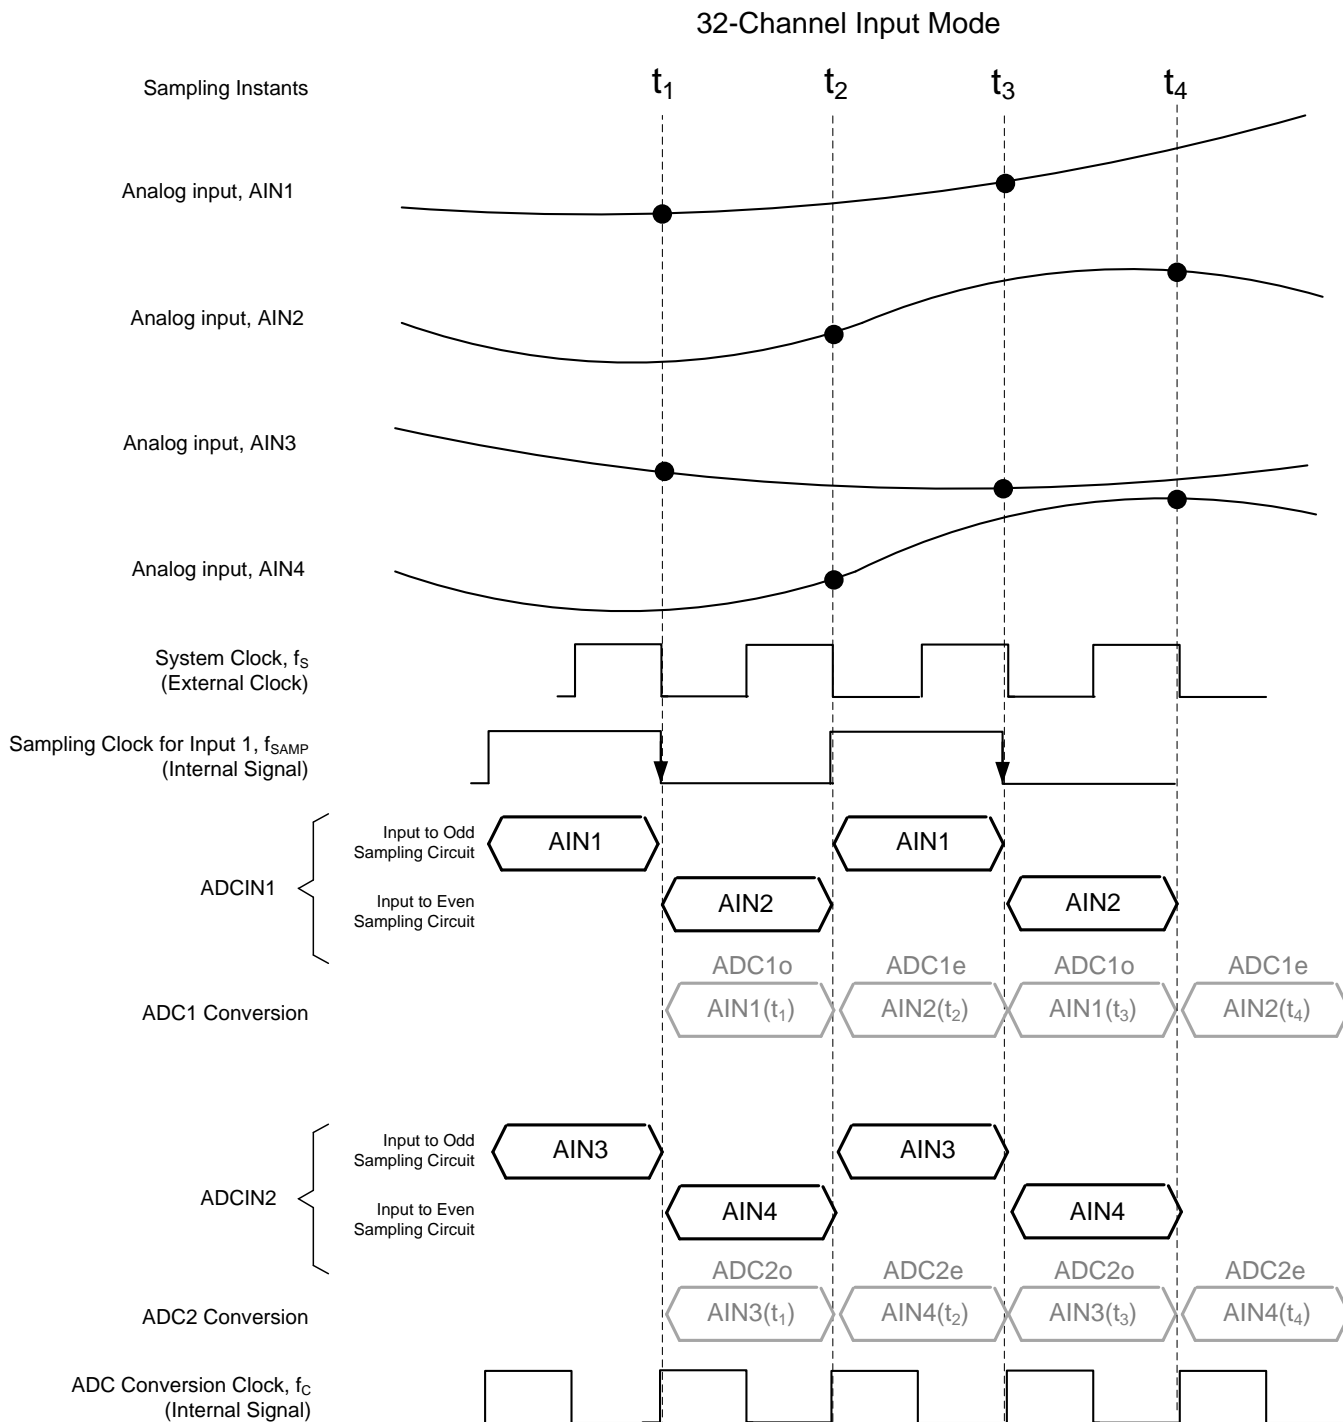 32-Channel Input Mode
Sampling Instants
t1 t2 t3 t4
Analog input, AIN1
Analog input, AIN2
Analog input, AIN3
Analog input, AIN4
System Clock, fS
(External Clock)
Sampling Clock for Input 1, fSAMP
(Internal Signal)
ADCIN1
Input to Odd
Sampling Circuit
AIN1 AIN1
Input to Even
Sampling Circuit
AIN2 AIN2
ADC1o ADC1e ADC1o ADC1e
ADC1 Conversion
AIN1(t1) AIN2(t2) AIN1(t3) AIN2(t4)
ADCIN2
Input to Odd
Sampling Circuit
AIN3 AIN3
Input to Even
Sampling Circuit
AIN4 AIN4
ADC2o ADC2e ADC2o ADC2e
ADC2 Conversion
AIN3(t1) AIN4(t2) AIN3(t3) AIN4(t4)
ADC Conversion Clock, fC
(Internal Signal)